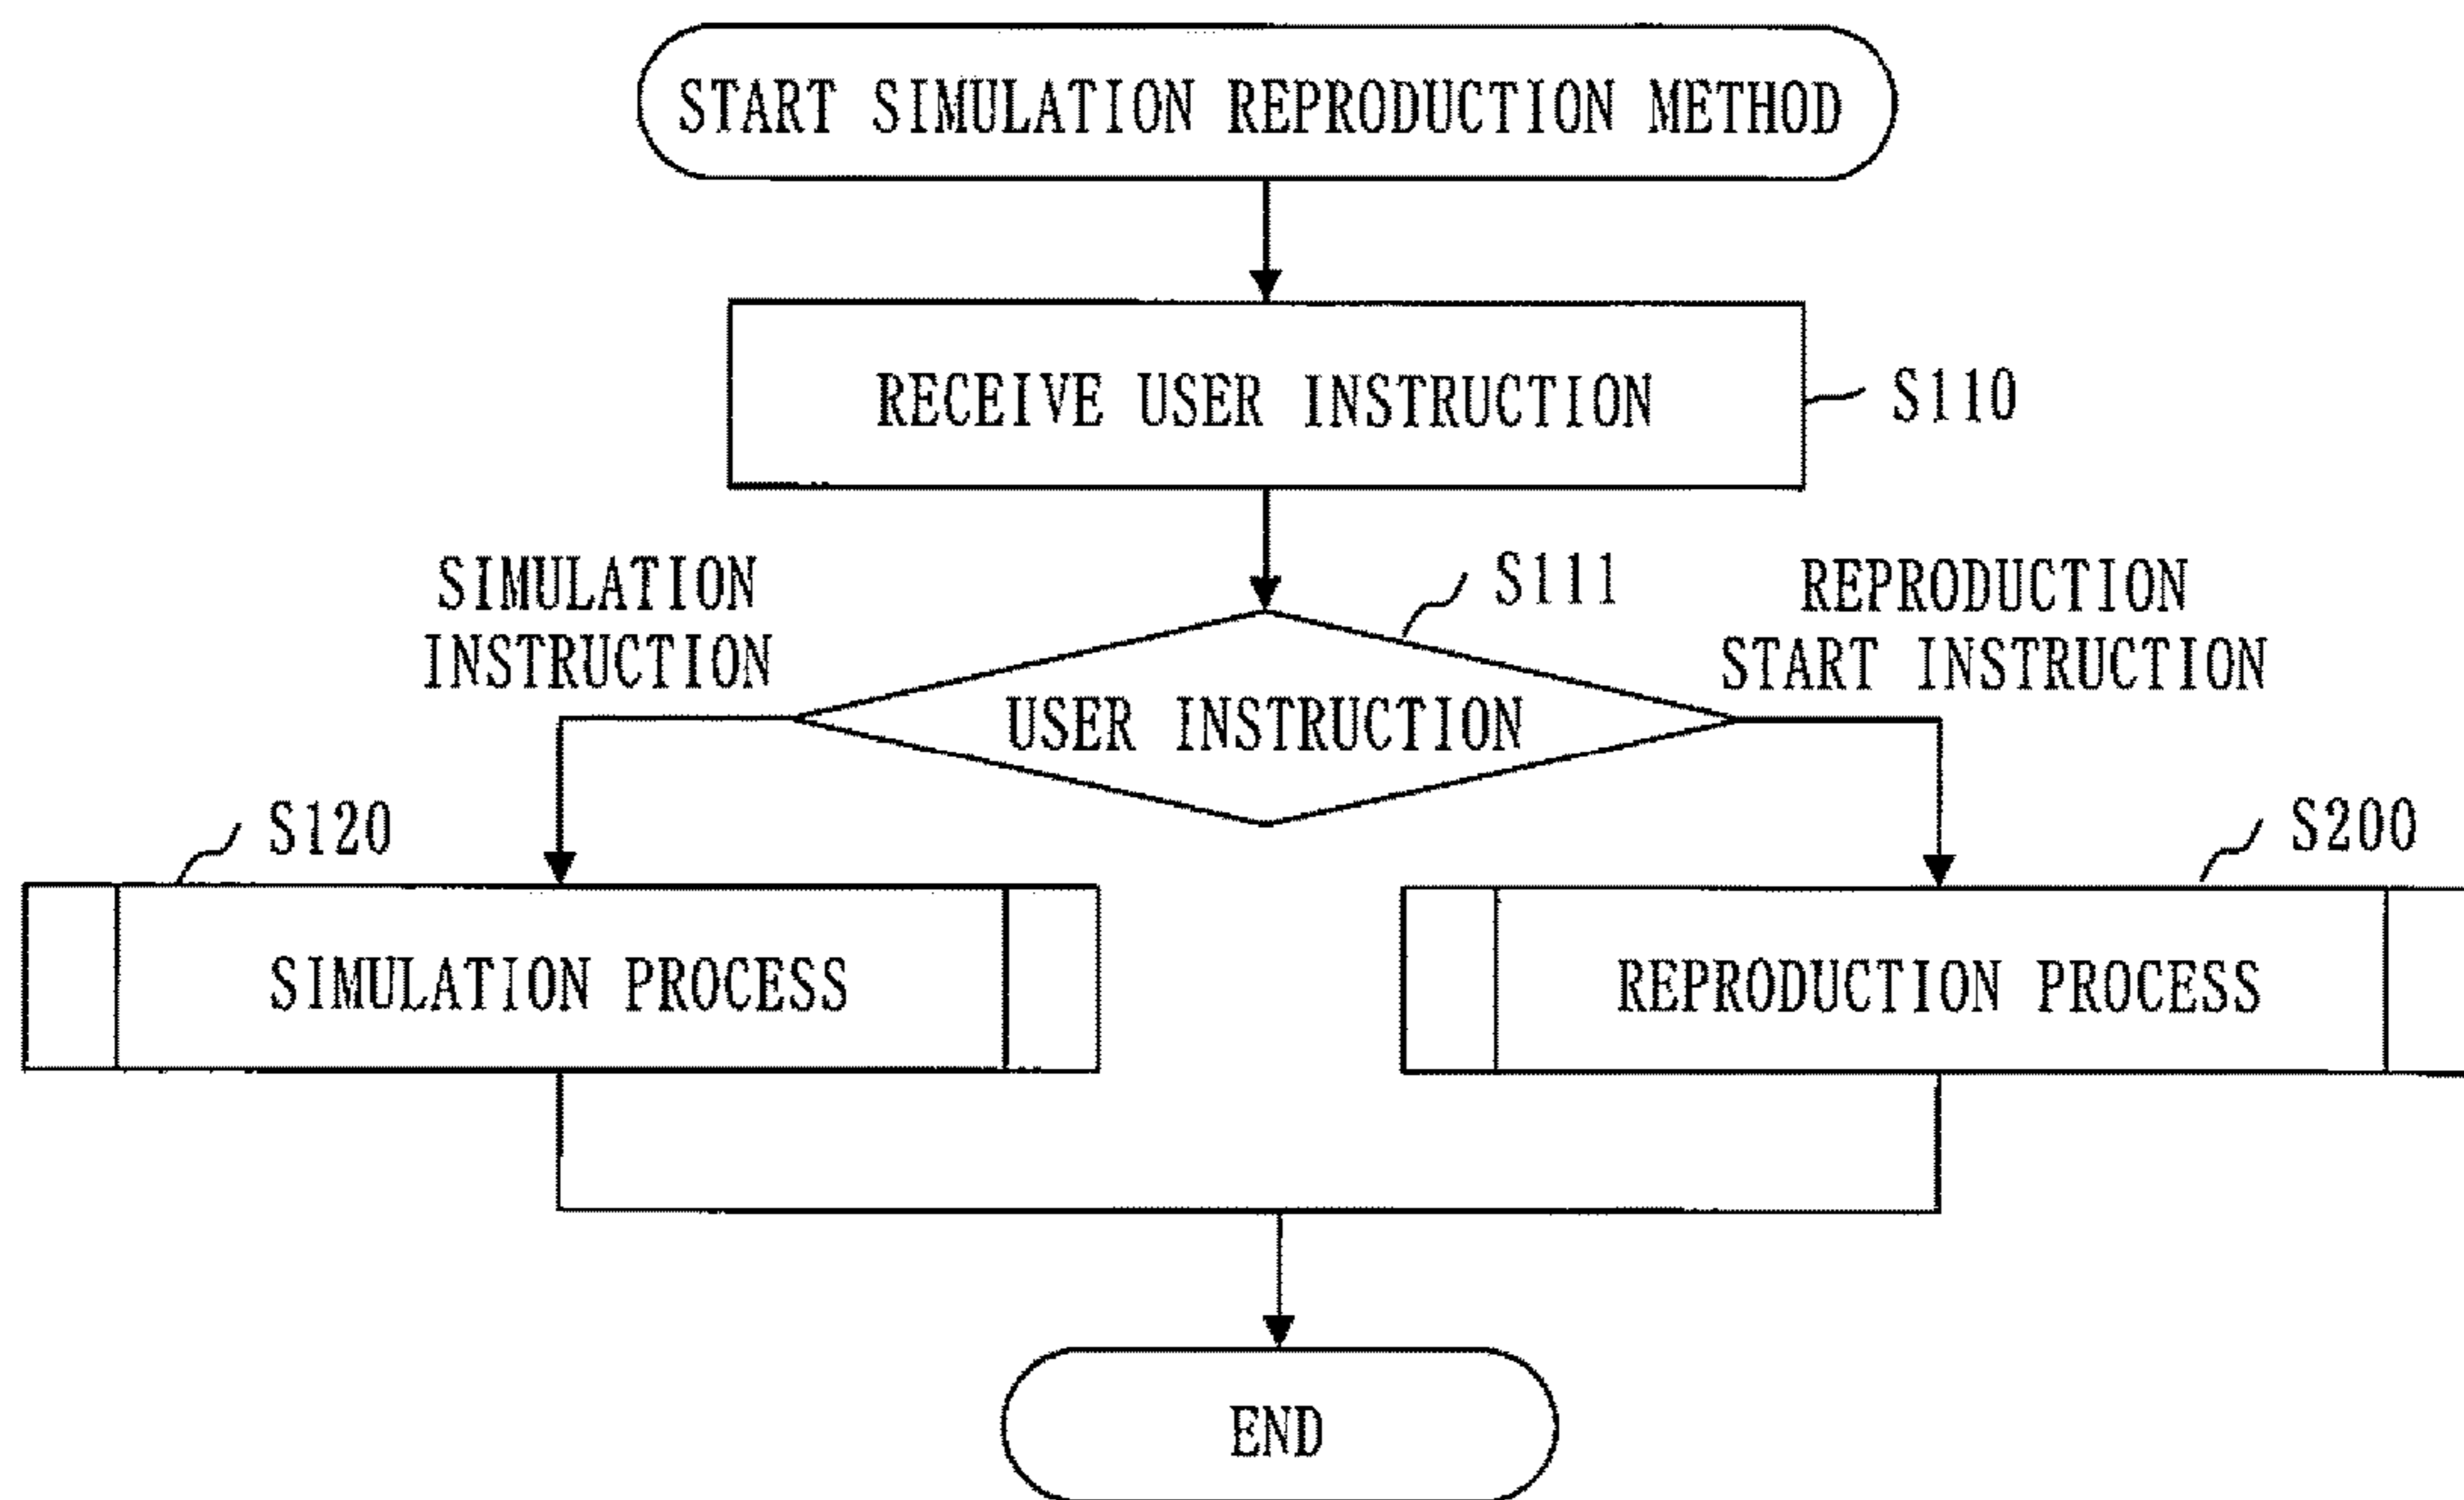 START SIMULATION REPRODUCTION METHOD
RECEIVE USER INSTRUCTION
S110
SIMULATION
INSTRUCTION
S111
REPRODUCTION
START INSTRUCTION
USER INSTRUCTION
S120
S200
SIMULATION PROCESS
REPRODUCTION PROCESS
END